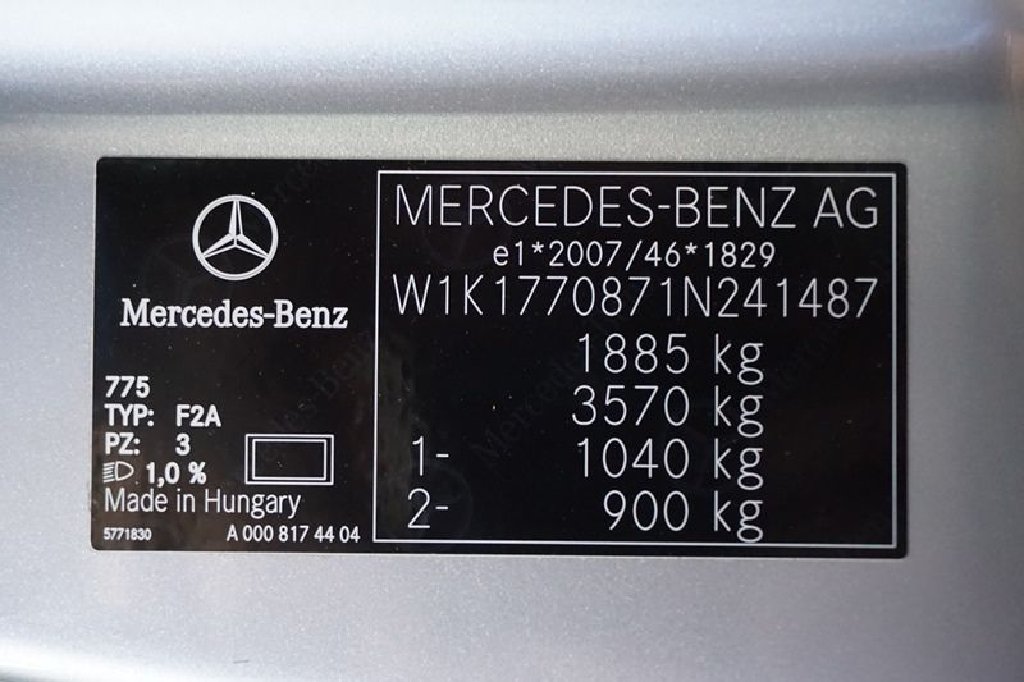 Mercedes-Benz
775
TYP: F2A
PZ: 3
1,0 %
Made in Hungary
5771830 A 000 817 44 04
MERCEDES-BENZ AG
e1*2007/46*1829
W1K1770871N241487
1885 kg
3570 kg
1- 1040 kg
2- 900 kg